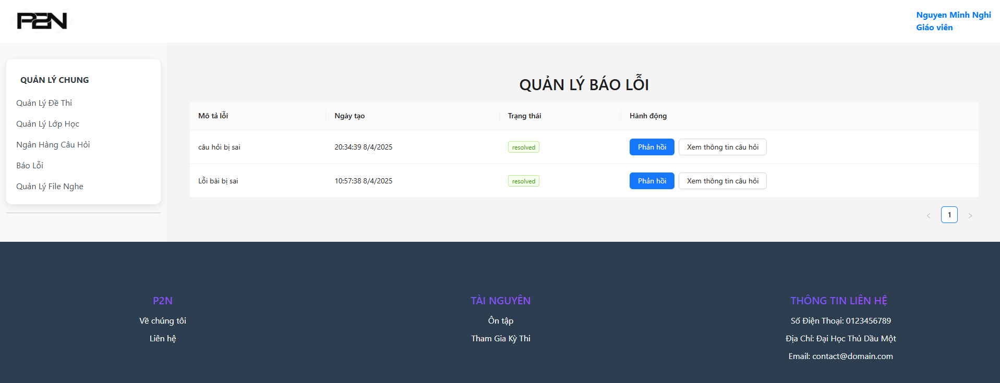 P2N
Nguyen Minh Nghi
Giáo viên
QUẢN LÝ CHUNG
Quản Lý Đề Thi
Quản Lý Lớp Học
Ngân Hàng Câu Hỏi
Báo Lỗi
Quản Lý File Nghe
QUẢN LÝ BÁO LỖI
Mô tả lỗi Ngày tạo Trạng thái Hành động
câu hỏi bị sai 20:34:39 8/4/2025 resolved Phản hồi Xem thông tin câu hỏi
Lỗi bài bị sai 10:57:38 8/4/2025 resolved Phản hồi Xem thông tin câu hỏi
< 1 >
P2N
Về chúng tôi
Liên hệ
TÀI NGUYÊN
Ôn tập
Tham Gia Kỳ Thi
THÔNG TIN LIÊN HỆ
Số Điện Thoại: 0123456789
Địa Chỉ: Đại Học Thủ Dầu Một
Email: contact@domain.com